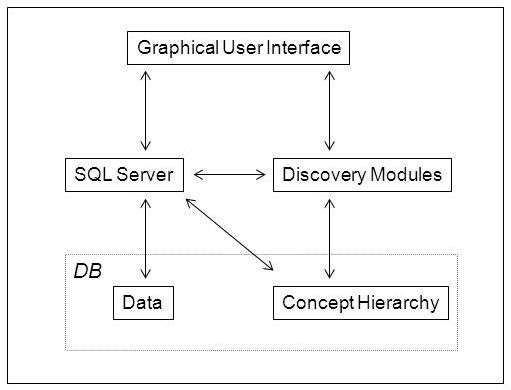 Graphical User Interface
SQL Server
Discovery Modules
DB
Data
Concept Hierarchy